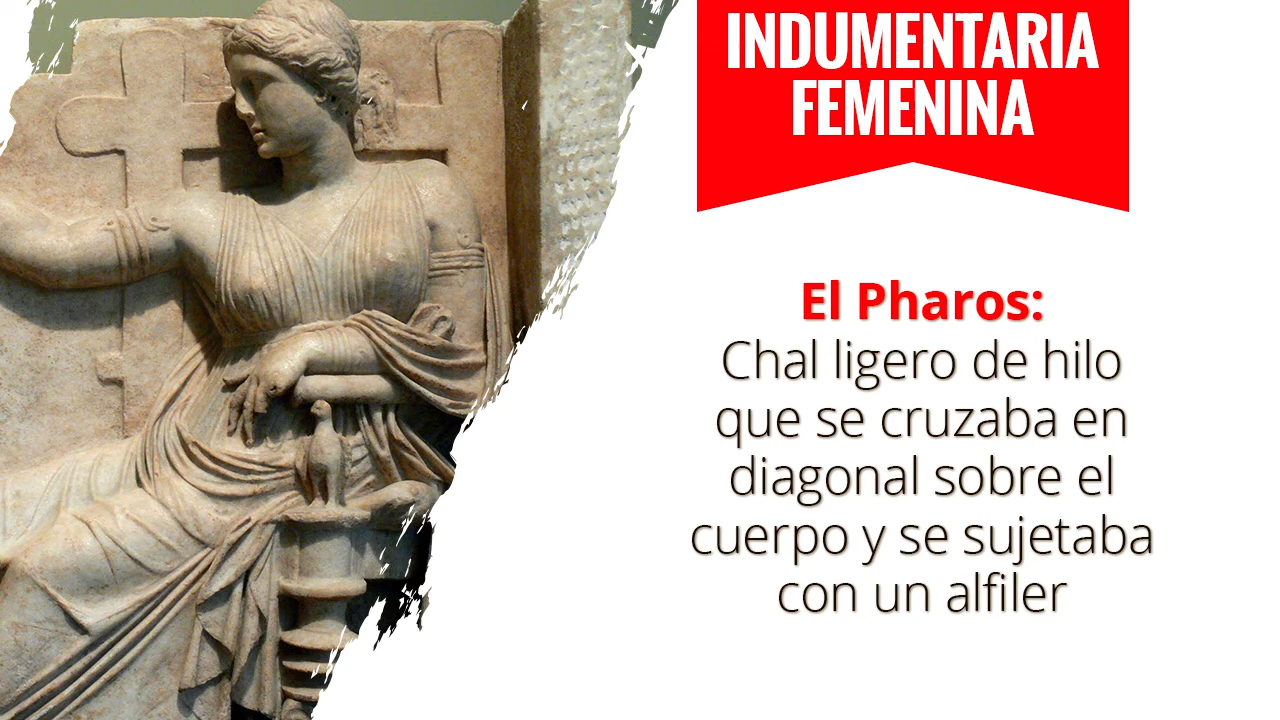 INDUMENTARIA
FEMENINA
El Pharos:
Chal ligero de hilo
que se cruzaba en
diagonal sobre el
cuerpo y se sujetaba
con un alfiler